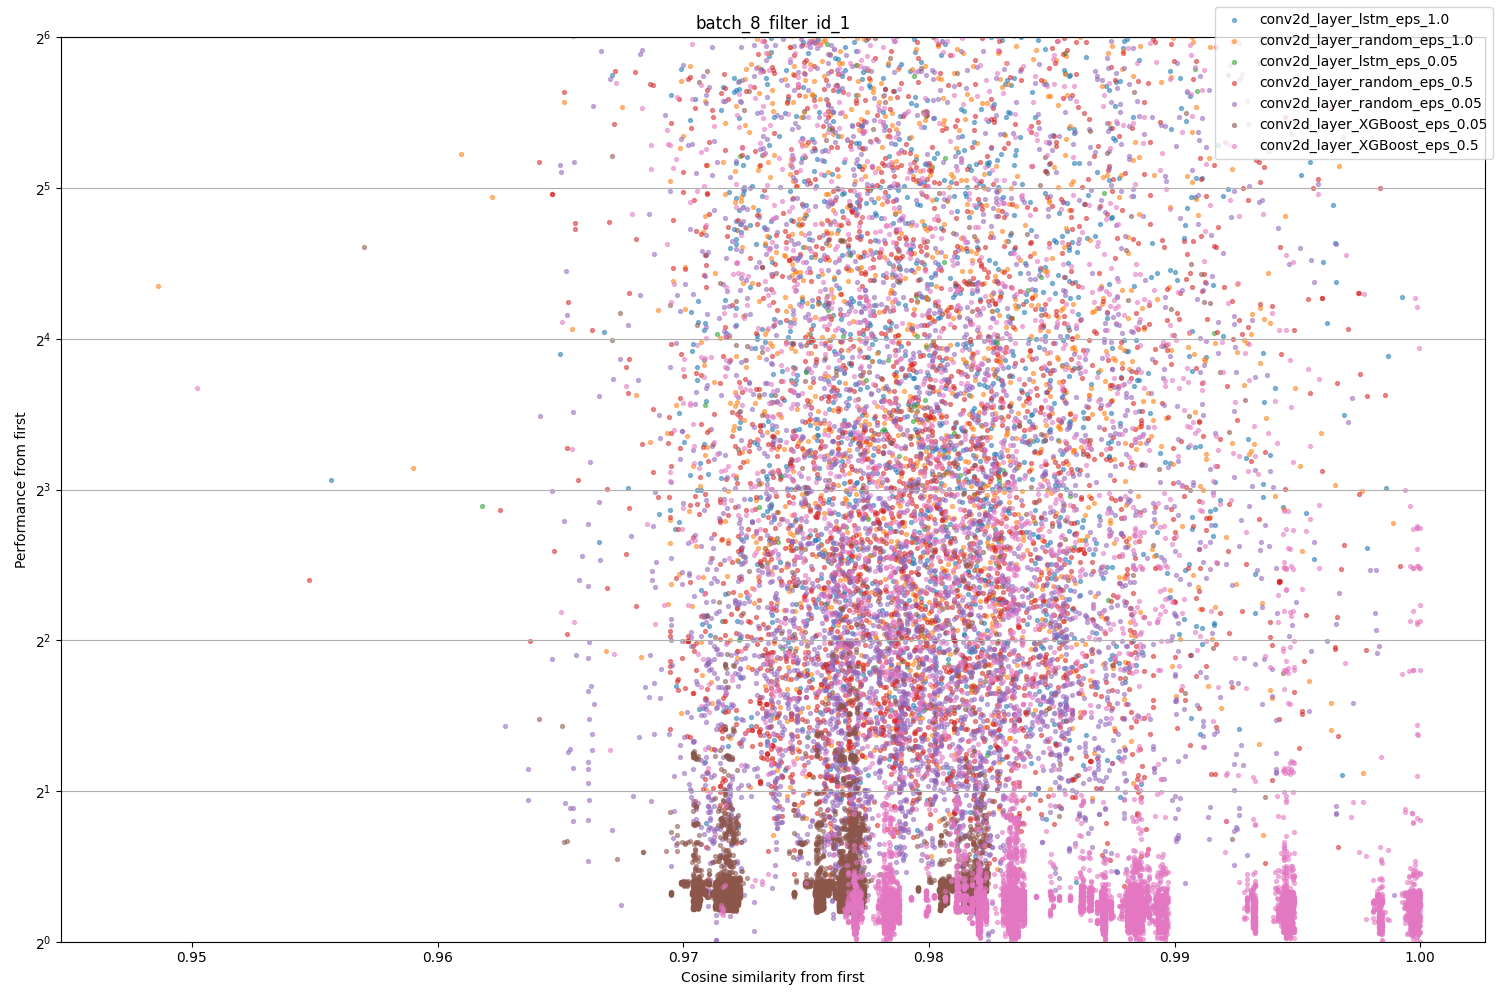 batch_8_filter_id_1
conv2d_layer_lstm_eps_1.0
conv2d_layer_random_eps_1.0
conv2d_layer_lstm_eps_0.05
conv2d_layer_random_eps_0.5
conv2d_layer_random_eps_0.05
conv2d_layer_XGBoost_eps_0.05
conv2d_layer_XGBoost_eps_0.5
Performance from first
2^6
2^5
2^4
2^3
2^2
2^1
2^0
0.95 0.96 0.97 0.98 0.99 1.00
Cosine similarity from first